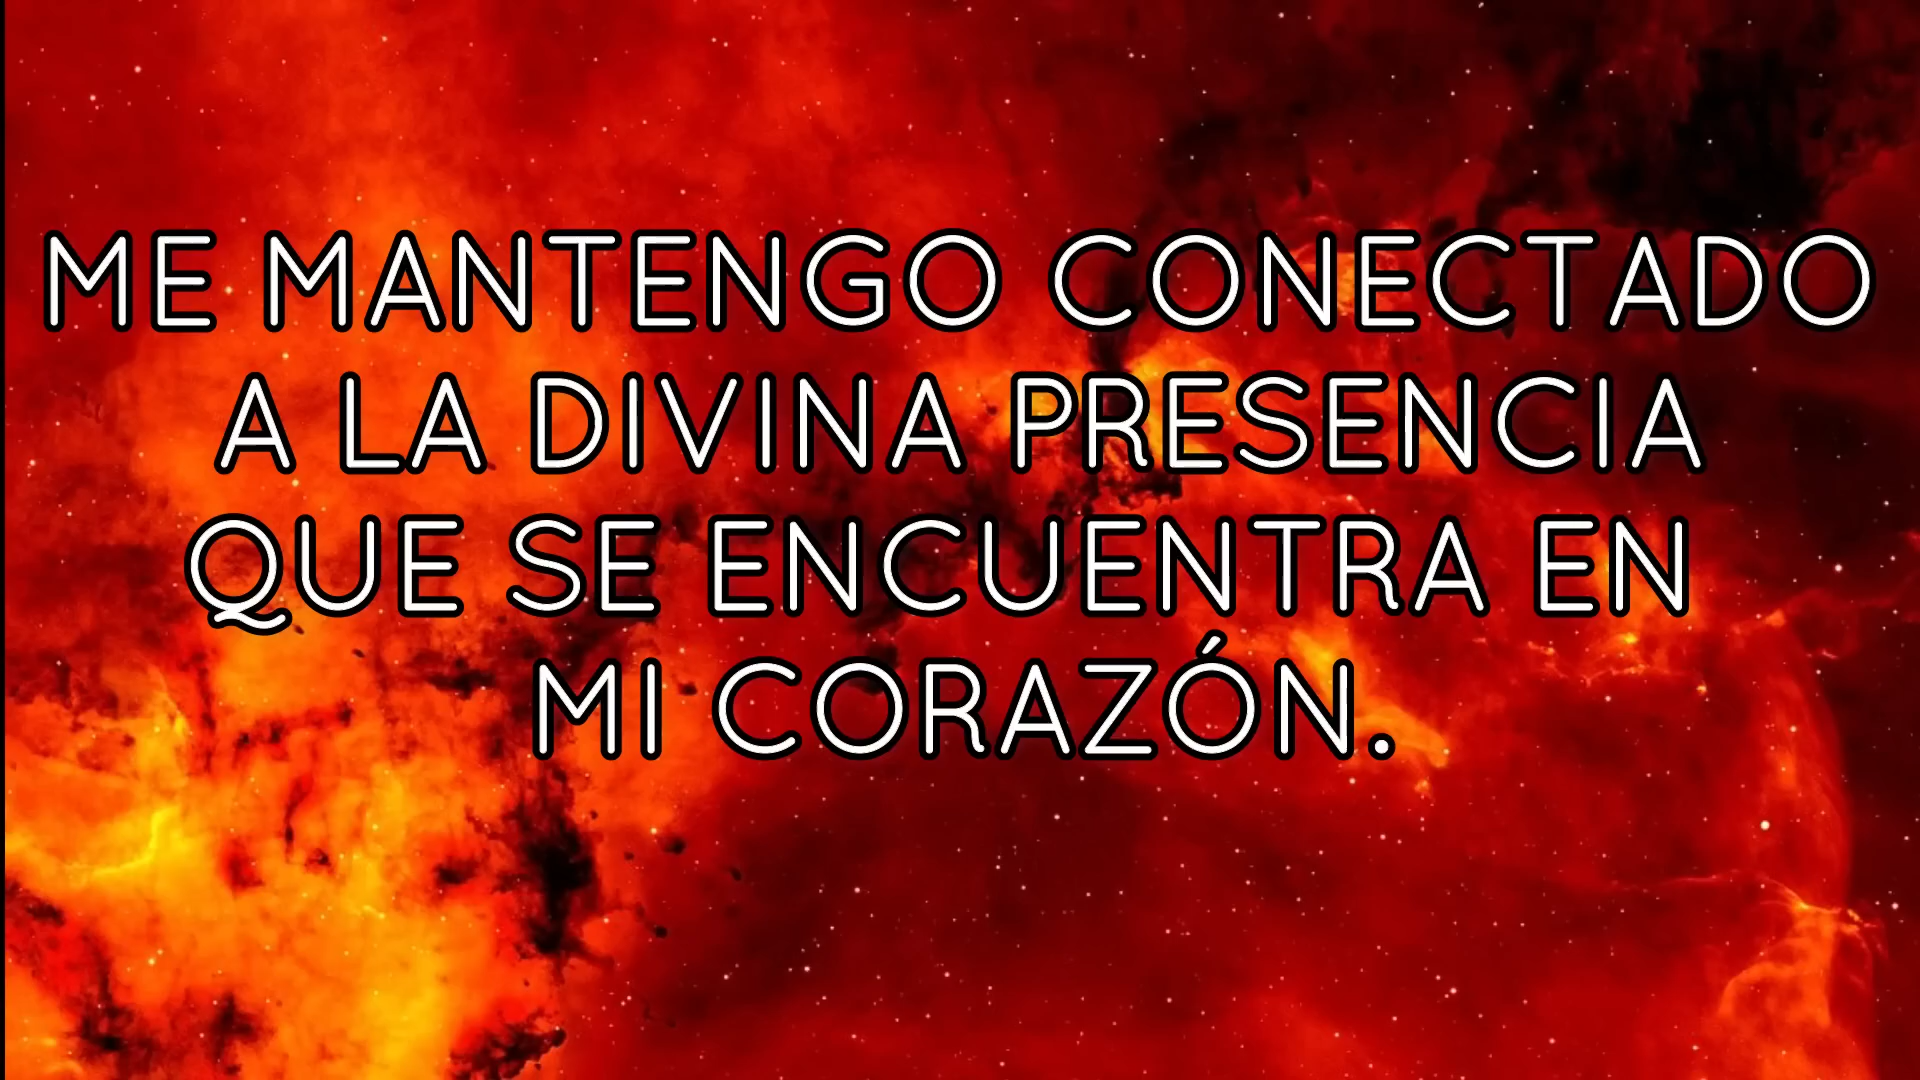 ME MANTENGO CONECTADO
A LA DIVINA PRESENCIA
QUE SE ENCUENTRA EN
MI CORAZÓN.